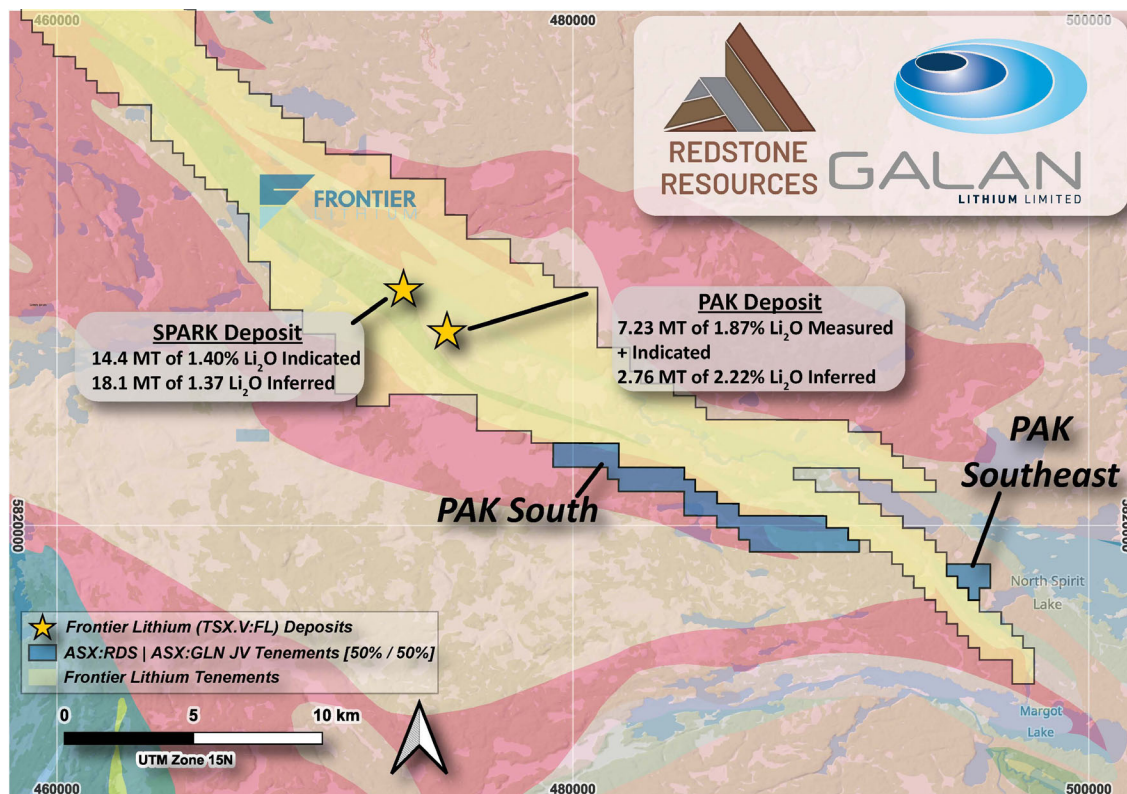 460000
480000
500000
REDSTONE
RESOURCES
GALAN
LITHIUM LIMITED
FRONTIER
LITHIUM
SPARK Deposit
14.4 MT of 1.40% Li₂O Indicated
18.1 MT of 1.37 Li₂O Inferred
PAK Deposit
7.23 MT of 1.87% Li₂O Measured
+ Indicated
2.76 MT of 2.22% Li₂O Inferred
PAK
Southeast
PAK South
5820000
5820000
North Spirit
Lake
Frontier Lithium (TSX.V:FL) Deposits
ASX:RDS | ASX:GLN JV Tenements [50% / 50%]
Frontier Lithium Tenements
0 5 10 km
UTM Zone 15N
Margot
Lake
460000
480000
500000